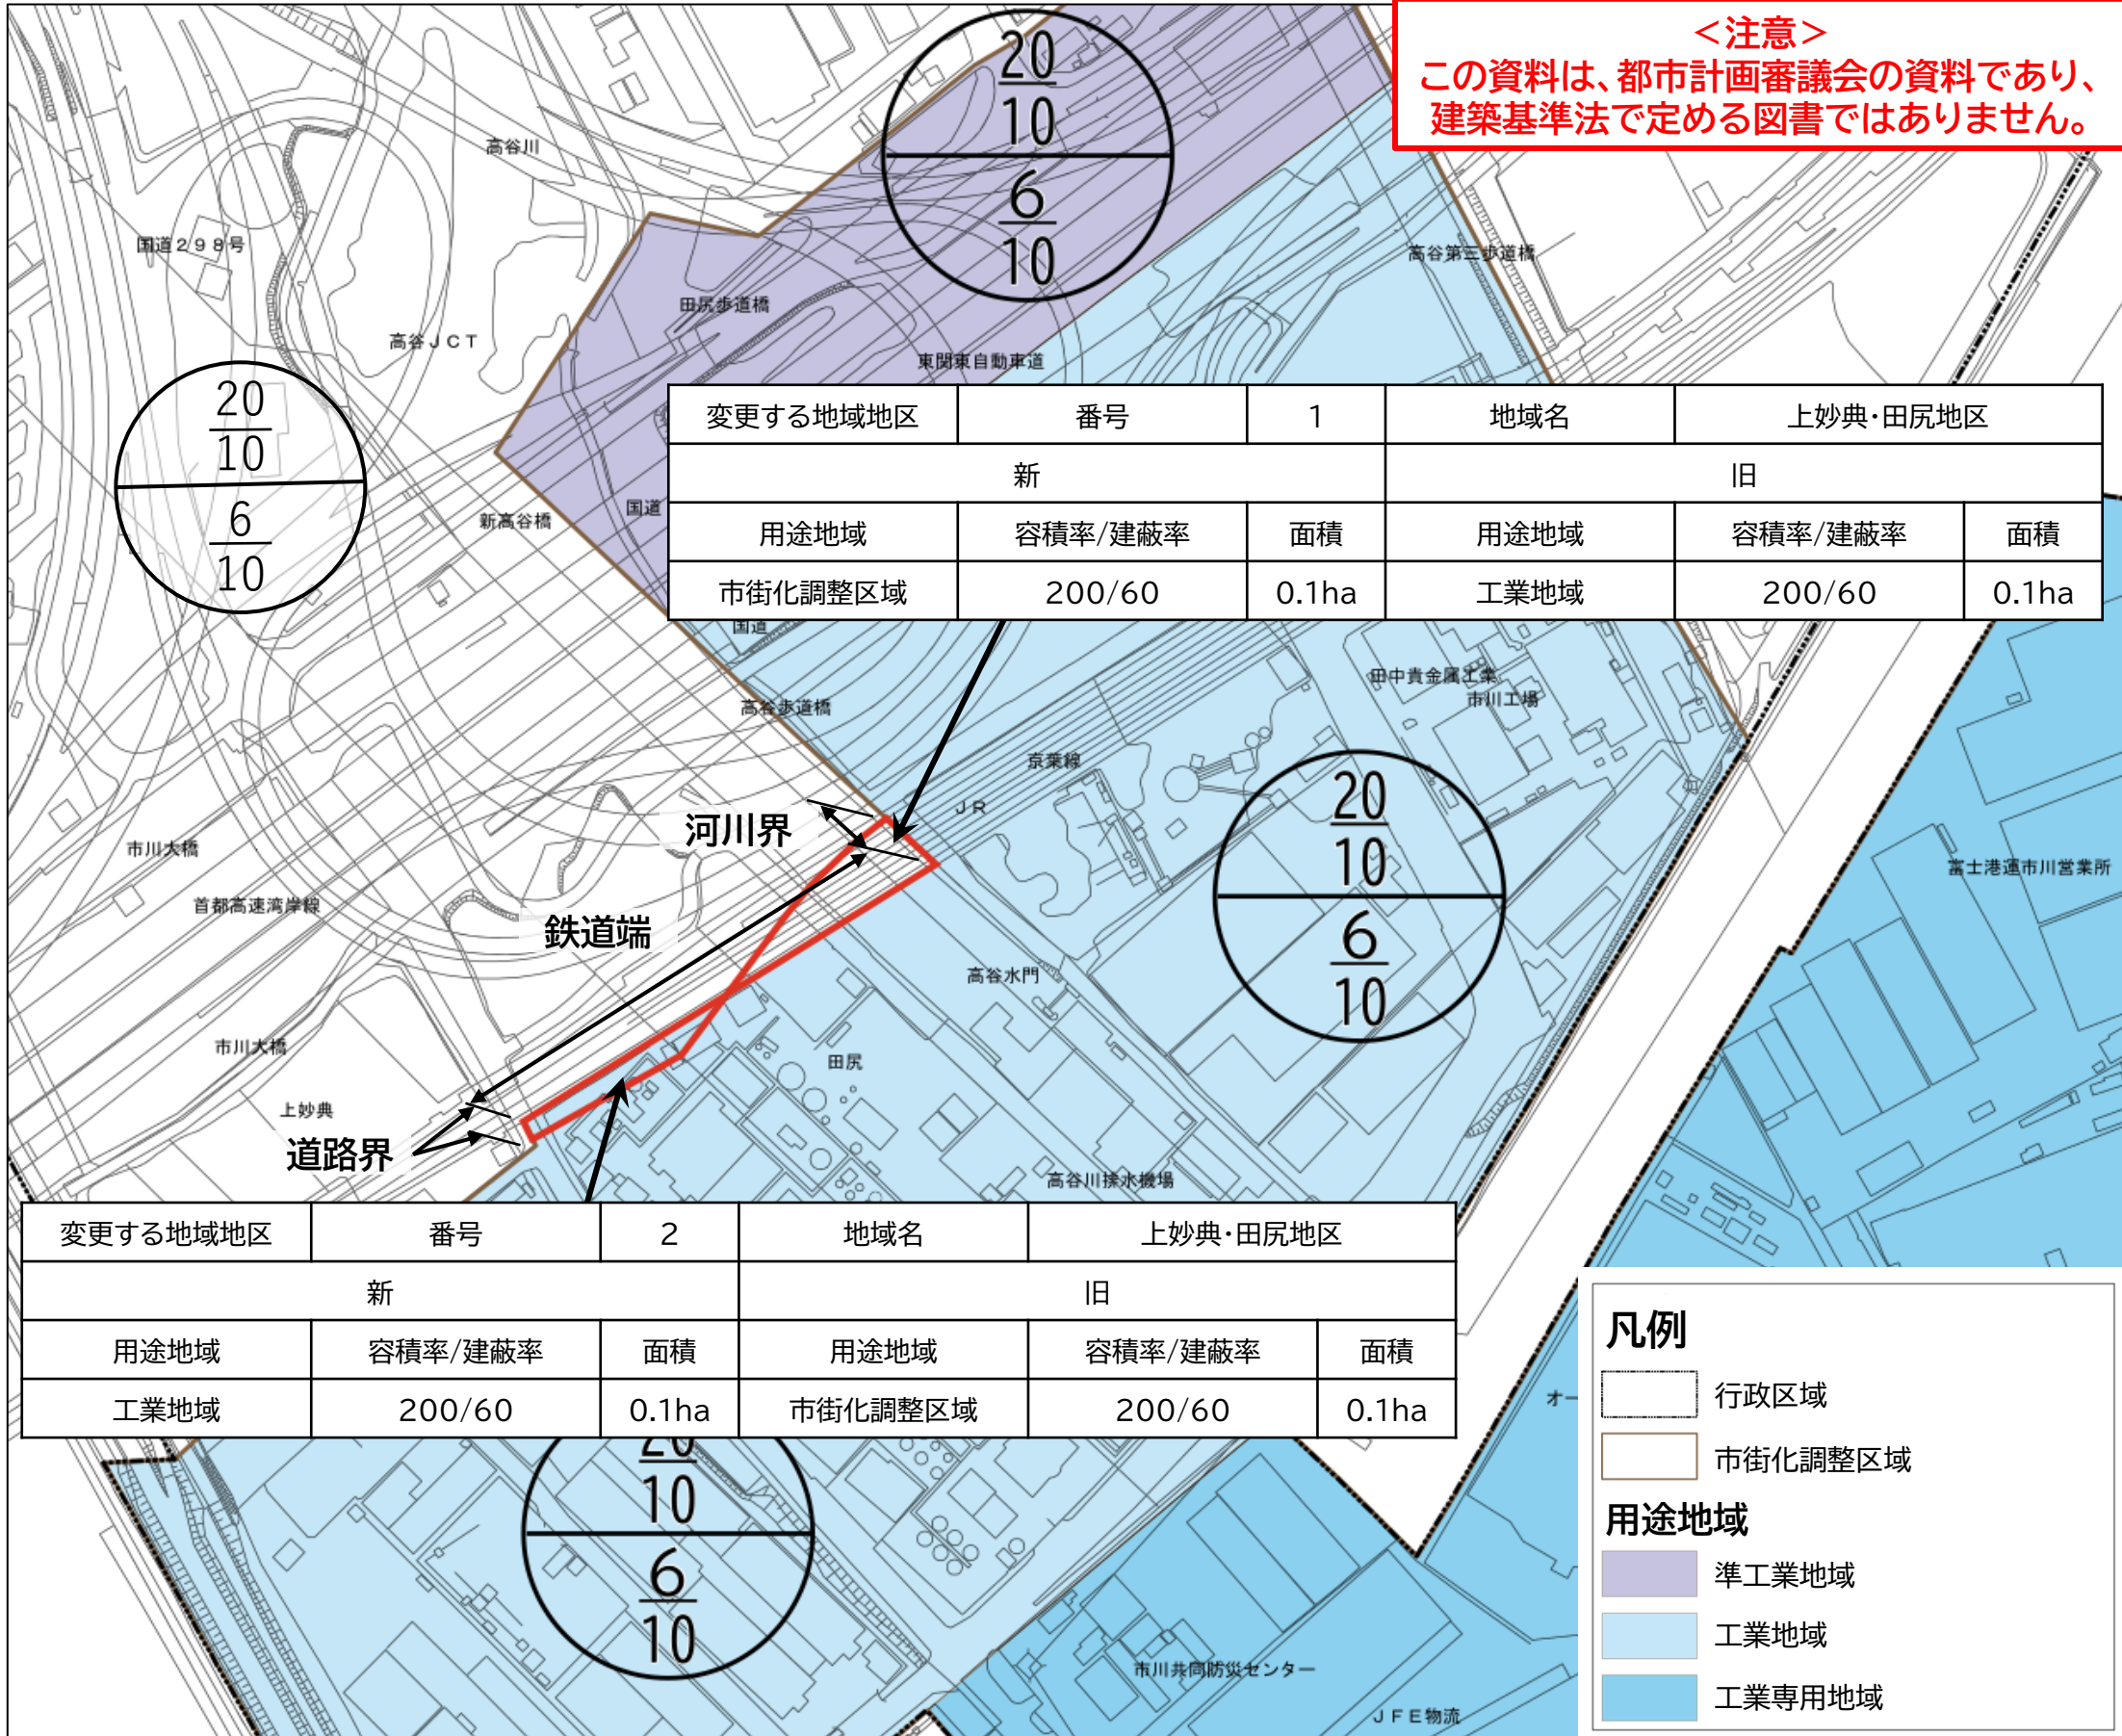 <注意>
この資料は、都市計画審議会の資料であり、
建築基準法で定める図書ではありません。
20
10
6
10
高谷川
国道298号
高谷第三歩道橋
田尻歩道橋
高谷JCT
東関東自動車道
20
10
6
10
変更する地域地区 番号 1 地域名 上妙典・田尻地区
新 旧
用途地域 容積率/建蔽率 面積 用途地域 容積率/建蔽率 面積
市街化調整区域 200/60 0.1ha 工業地域 200/60 0.1ha
国道
新高谷橋
国道
田中貴金属工業
市川工場
高谷歩道橋
京葉線
JR
20
10
6
10
河川界
市川大橋
富士港運市川営業所
首都高速湾岸線
鉄道端
高谷水門
市川大橋
田尻
上妙典
道路界
高谷川排水機場
変更する地域地区 番号 2 地域名 上妙典・田尻地区
新 旧
用途地域 容積率/建蔽率 面積 用途地域 容積率/建蔽率 面積
工業地域 200/60 0.1ha 市街化調整区域 200/60 0.1ha
20
10
6
10
オー
市川共同防災センター
JFE物流
凡例
行政区域
市街化調整区域
用途地域
準工業地域
工業地域
工業専用地域